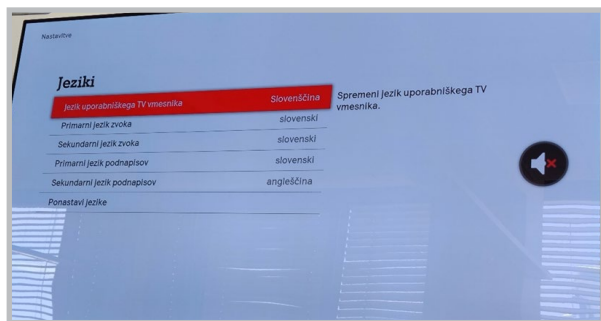 Nastavitve
Jeziki
Jezik uporabniškega TV vmesnika Slovenščina
Primarni jezik zvoka slovenski
Sekundarni jezik zvoka slovenski
Primarni jezik podnapisov slovenski
Sekundarni jezik podnapisov angleščina
Ponastavi jezike
Spremeni jezik uporabniškega TV
vmesnika.